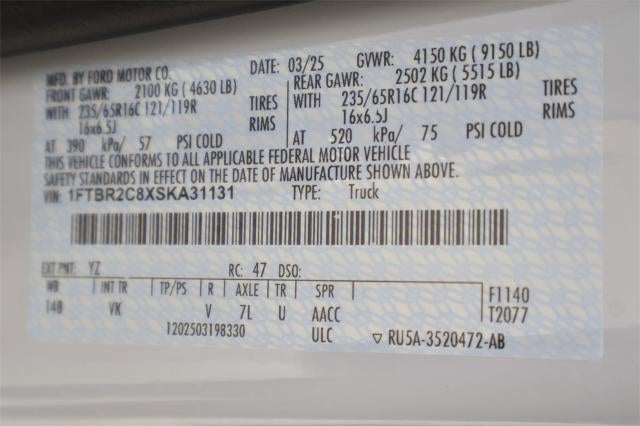 MFD. BY FORD MOTOR CO. DATE: 03/25 GVWR: 4150 KG ( 9150 LB)
FRONT GAWR: 2100 KG ( 4630 LB) REAR GAWR: 2502 KG ( 5515 LB)
WITH 235/65R16C 121/119R TIRES WITH 235/65R16C 121/119R TIRES
16x6.5J RIMS 16x6.5J RIMS
AT 390 kPa/ 57 PSI COLD AT 520 kPa/ 75 PSI COLD
THIS VEHICLE CONFORMS TO ALL APPLICABLE FEDERAL MOTOR VEHICLE
SAFETY STANDARDS IN EFFECT ON THE DATE OF MANUFACTURE SHOWN ABOVE.
VIN: 1FTBR2C8XSKA31131 TYPE: Truck
EXT PNT: YZ RC: 47 DSO:
WB INT TR TP/PS R AXLE TR SPR F1140
148 VK V 7L U AACC T2077
1202503198330 ULC ▽ RU5A-3520472-AB